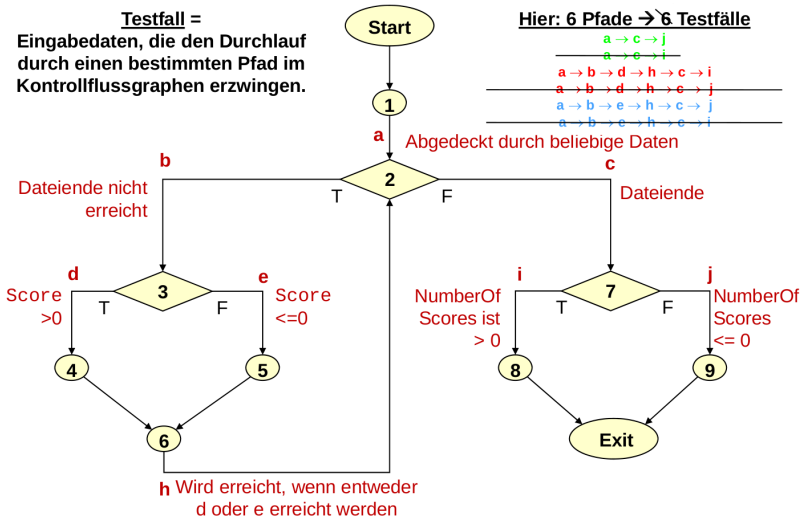 Testfall =
Eingabedaten, die den Durchlauf
durch einen bestimmten Pfad im
Kontrollflussgraphen erzwingen.
Hier: 6 Pfade → 6 Testfälle
a → c → j
a → c → i
a → b → d → h → c → i
a → b → d → h → c → j
a → b → e → h → c → j
a → b → e → h → c → i
Start
1
a
Abgedeckt durch beliebige Daten
b
2
c
T
F
Dateiende nicht
erreicht
Dateiende
d
3
e
T
F
Score
>0
Score
<=0
i
7
j
T
F
NumberOf
Scores ist
> 0
NumberOf
Scores
<= 0
4
5
8
9
6
Exit
h
Wird erreicht, wenn entweder
d oder e erreicht werden